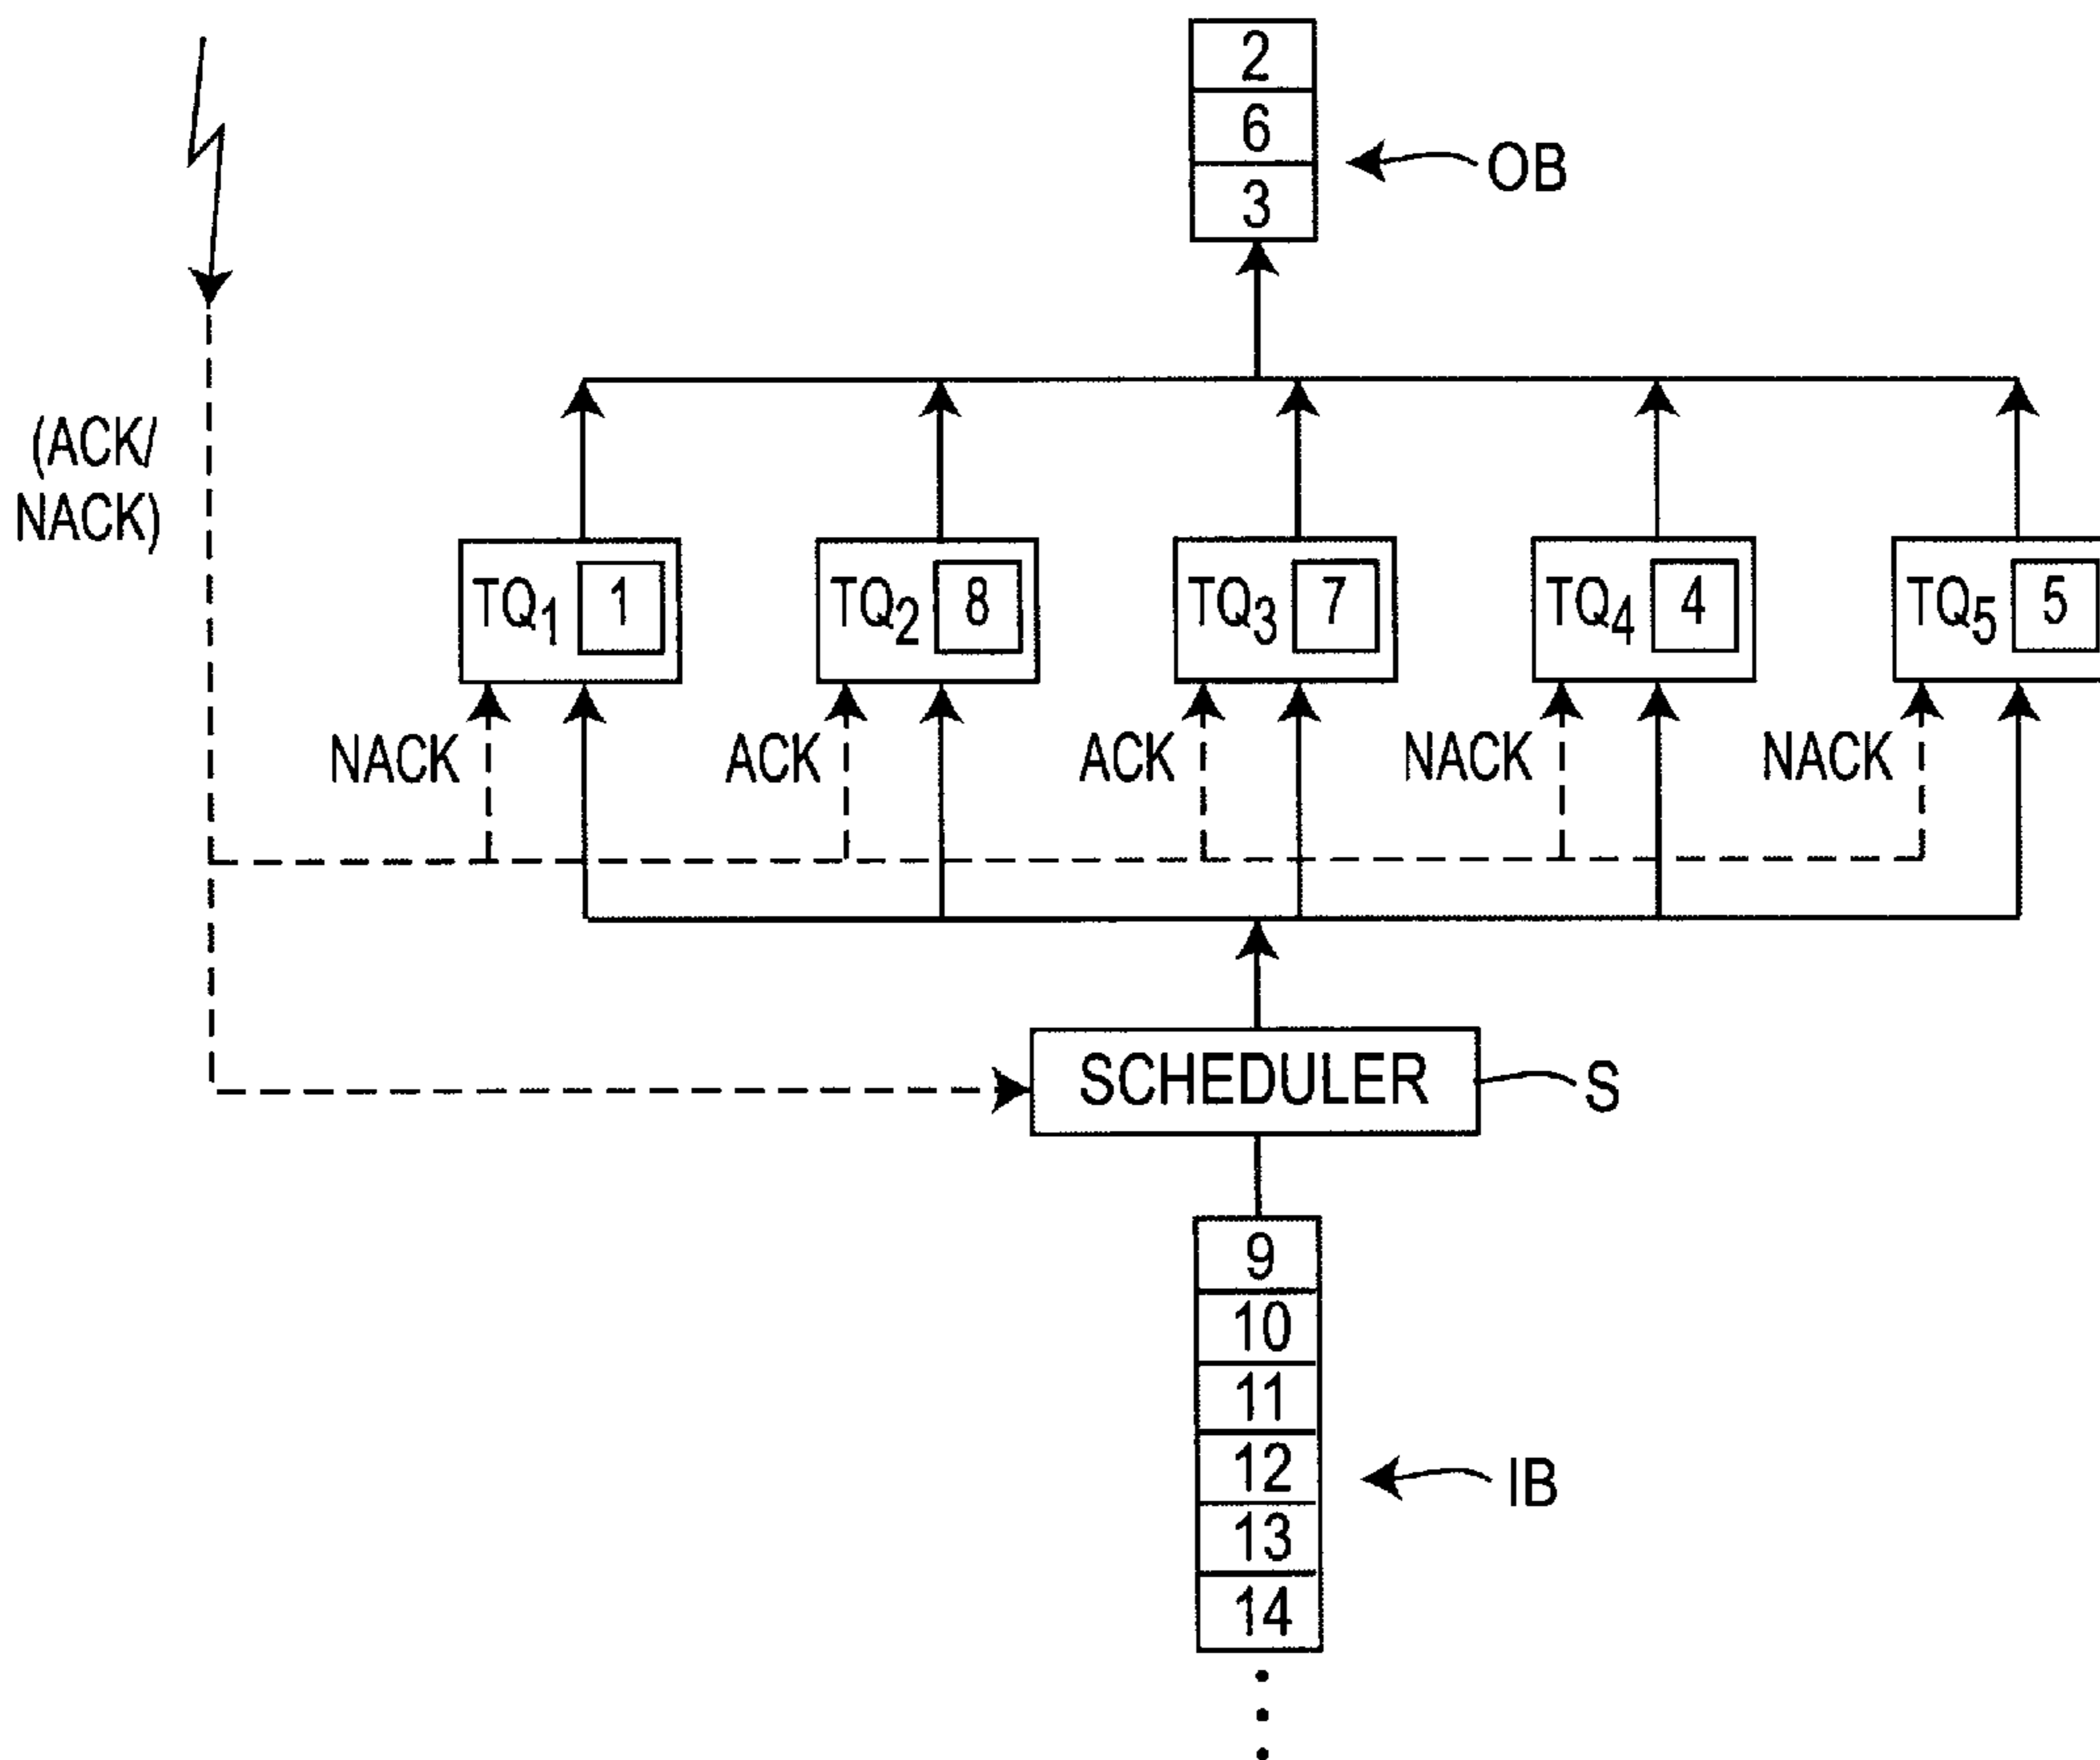 2
6
3
OB
(ACK/
NACK)
TQ1 1
TQ2 8
TQ3 7
TQ4 4
TQ5 5
NACK
ACK
ACK
NACK
NACK
SCHEDULER
S
9
10
11
12
13
14
IB